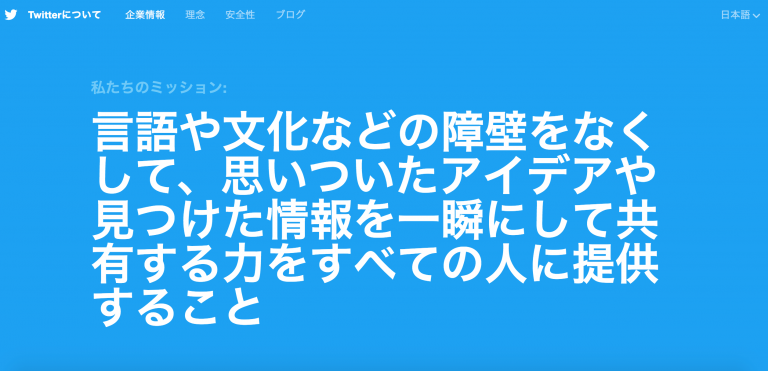 Twitterについて 企業情報 理念 安全性 ブログ 日本語
私たちのミッション:
言語や文化などの障壁をなく
して、思いついたアイデアや
見つけた情報を一瞬にして共
有する力をすべての人に提供
すること